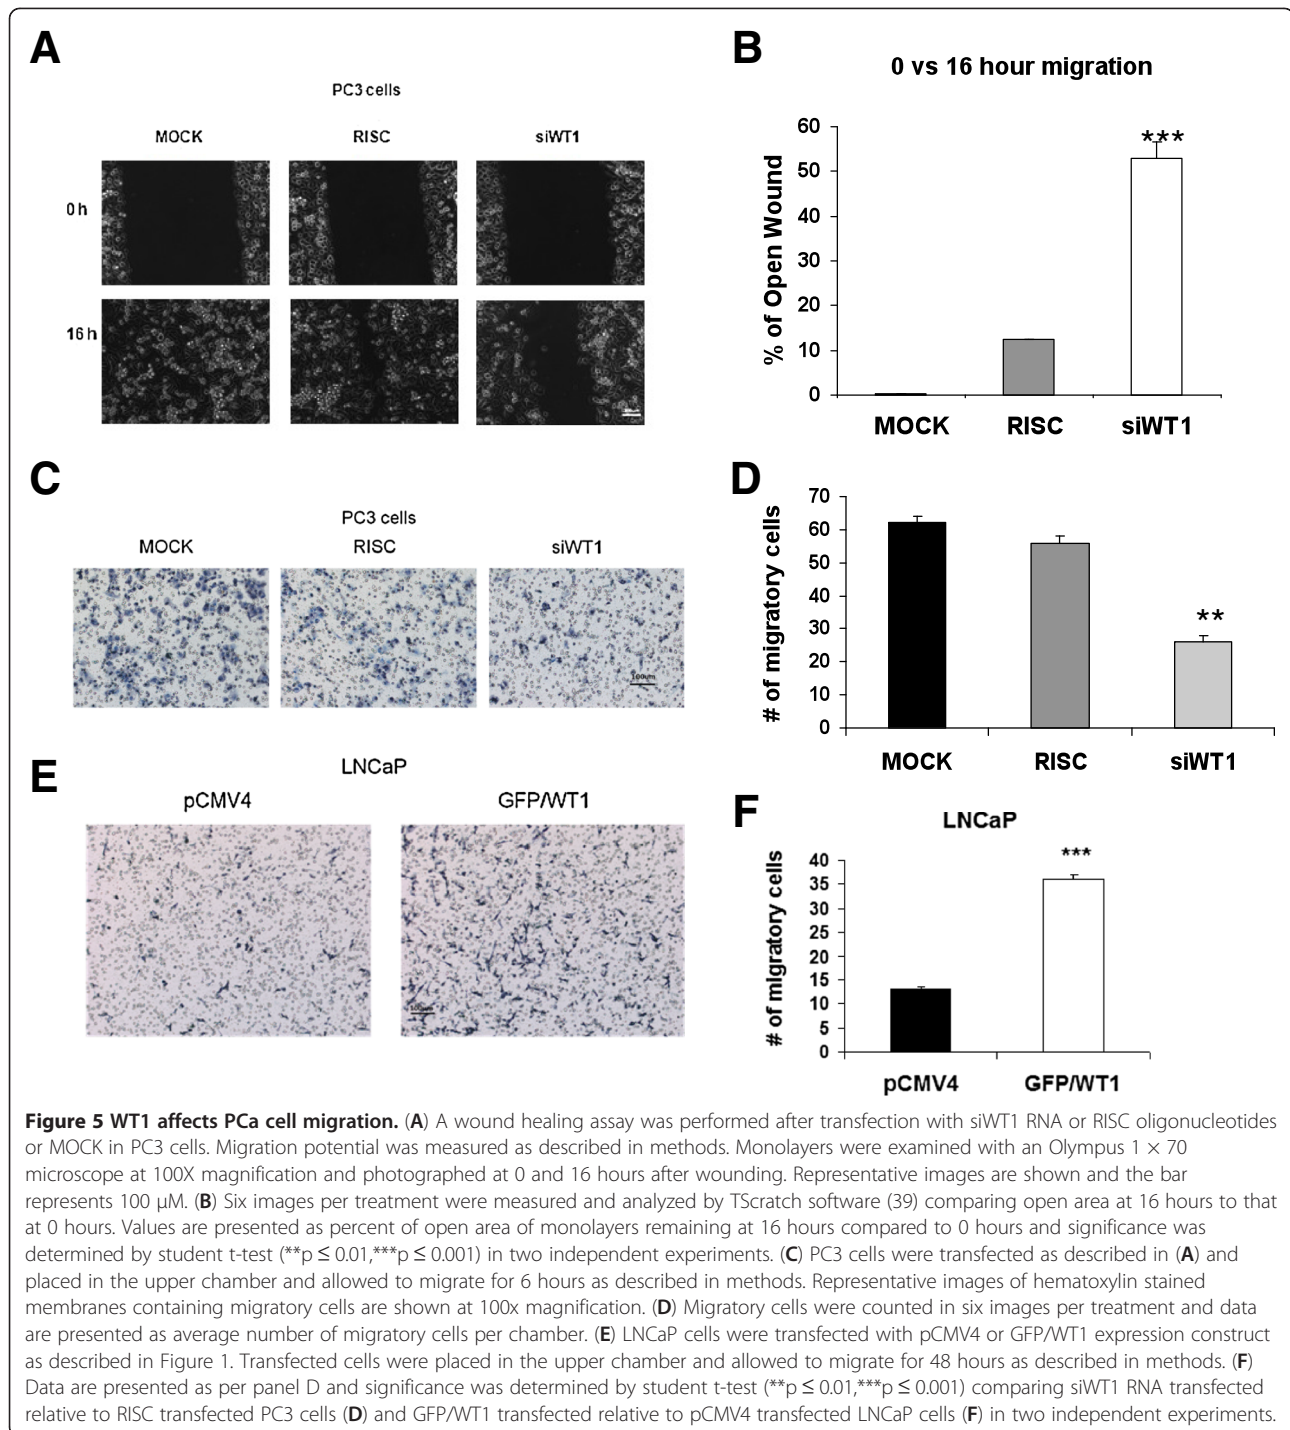 A
PC3 cells
MOCK RISC siWT1
0 h
16 h
B
0 vs 16 hour migration
% of Open Wound
60
50
40
30
20
10
0
***
MOCK RISC siWT1
C
PC3 cells
MOCK RISC siWT1
100um
D
# of migratory cells
70
60
50
40
30
20
10
0
**
MOCK RISC siWT1
E
LNCaP
pCMV4 GFP/WT1
F
LNCaP
# of migratory cells
40
35
30
25
20
15
10
5
0
***
pCMV4 GFP/WT1
Figure 5 WT1 affects PCa cell migration. (A) A wound healing assay was performed after transfection with siWT1 RNA or RISC oligonucleotides
or MOCK in PC3 cells. Migration potential was measured as described in methods. Monolayers were examined with an Olympus 1 × 70
microscope at 100X magnification and photographed at 0 and 16 hours after wounding. Representative images are shown and the bar
represents 100 μM. (B) Six images per treatment were measured and analyzed by TScratch software (39) comparing open area at 16 hours to that
at 0 hours. Values are presented as percent of open area of monolayers remaining at 16 hours compared to 0 hours and significance was
determined by student t-test (**p ≤ 0.01,***p ≤ 0.001) in two independent experiments. (C) PC3 cells were transfected as described in (A) and
placed in the upper chamber and allowed to migrate for 6 hours as described in methods. Representative images of hematoxylin stained
membranes containing migratory cells are shown at 100x magnification. (D) Migratory cells were counted in six images per treatment and data
are presented as average number of migratory cells per chamber. (E) LNCaP cells were transfected with pCMV4 or GFP/WT1 expression construct
as described in Figure 1. Transfected cells were placed in the upper chamber and allowed to migrate for 48 hours as described in methods. (F)
Data are presented as per panel D and significance was determined by student t-test (**p ≤ 0.01,***p ≤ 0.001) comparing siWT1 RNA transfected
relative to RISC transfected PC3 cells (D) and GFP/WT1 transfected relative to pCMV4 transfected LNCaP cells (F) in two independent experiments.